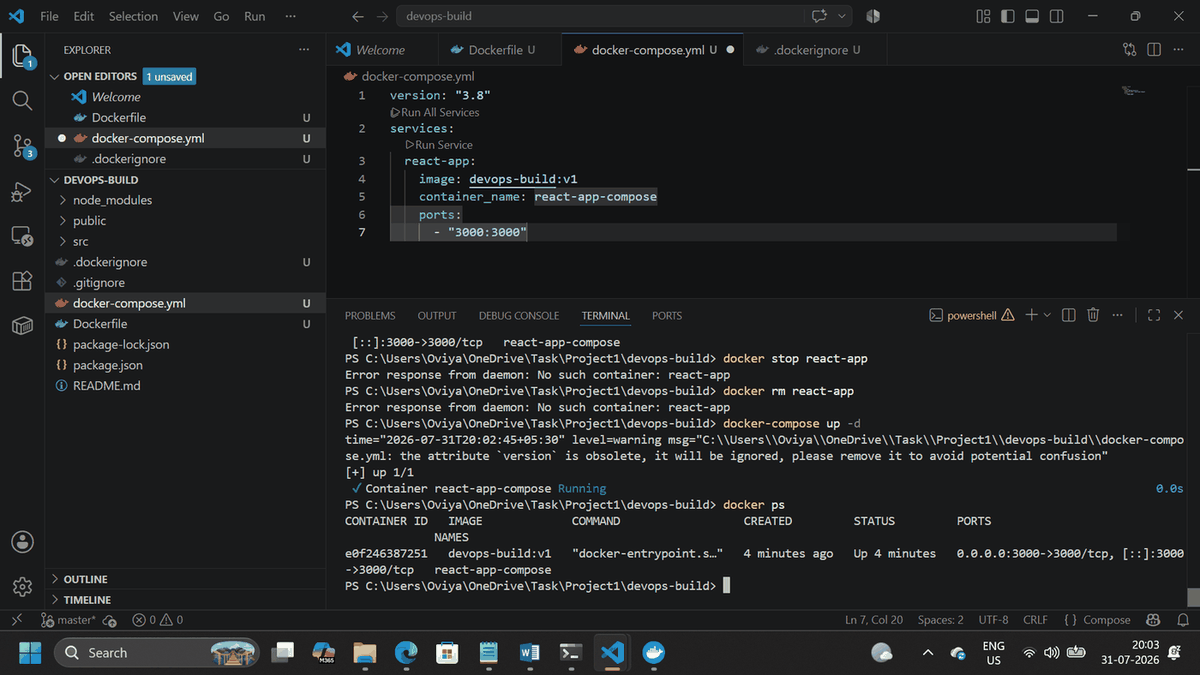 File Edit Selection View Go Run ··· devops-build
EXPLORER ···
OPEN EDITORS 1 unsaved
Welcome
Dockerfile U
docker-compose.yml U
.dockerignore U
DEVOPS-BUILD
node_modules
public
src
.dockerignore U
.gitignore
docker-compose.yml U
Dockerfile U
package-lock.json
package.json
README.md
OUTLINE
TIMELINE
1
3
Welcome Dockerfile U docker-compose.yml U .dockerignore U ···
docker-compose.yml
1 version: "3.8"
Run All Services
2 services:
Run Service
3 react-app:
4 image: devops-build:v1
5 container_name: react-app-compose
6 ports:
7 - "3000:3000"
PROBLEMS OUTPUT DEBUG CONSOLE TERMINAL PORTS powershell ···
[::]:3000->3000/tcp react-app-compose
PS C:\Users\Oviya\OneDrive\Task\Project1\devops-build> docker stop react-app
Error response from daemon: No such container: react-app
PS C:\Users\Oviya\OneDrive\Task\Project1\devops-build> docker rm react-app
Error response from daemon: No such container: react-app
PS C:\Users\Oviya\OneDrive\Task\Project1\devops-build> docker-compose up -d
time="2026-07-31T20:02:45+05:30" level=warning msg="C:\\Users\\Oviya\\OneDrive\\Task\\Project1\\devops-build\\docker-compo
se.yml: the attribute `version` is obsolete, it will be ignored, please remove it to avoid potential confusion"
[+] up 1/1
✓ Container react-app-compose Running 0.0s
PS C:\Users\Oviya\OneDrive\Task\Project1\devops-build> docker ps
CONTAINER ID IMAGE COMMAND CREATED STATUS PORTS
NAMES
e0f246387251 devops-build:v1 "docker-entrypoint.s…" 4 minutes ago Up 4 minutes 0.0.0.0:3000->3000/tcp, [::]:3000
->3000/tcp react-app-compose
PS C:\Users\Oviya\OneDrive\Task\Project1\devops-build>
master* 0 0 Ln 7, Col 20 Spaces: 2 UTF-8 CRLF { } Compose
Search M365 ENG 20:03
US 31-07-2026